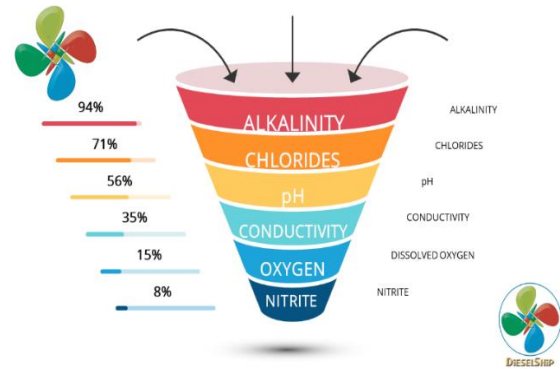 94%
71%
56%
35%
15%
8%
ALKALINITY
CHLORIDES
pH
CONDUCTIVITY
OXYGEN
NITRITE
ALKALINITY
CHLORIDES
pH
CONDUCTIVITY
DISSOLVED OXYGEN
NITRITE
DIESELSHIP